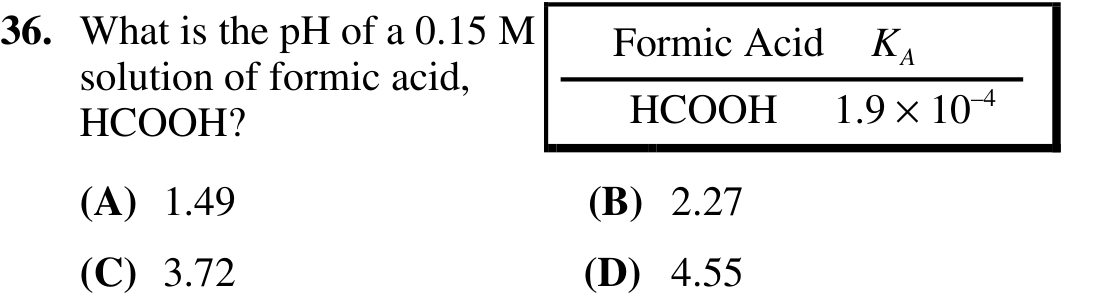 36. What is the pH of a 0.15 M
solution of formic acid,
HCOOH?
Formic Acid K_A
HCOOH 1.9 × 10⁻⁴
(A) 1.49
(B) 2.27
(C) 3.72
(D) 4.55